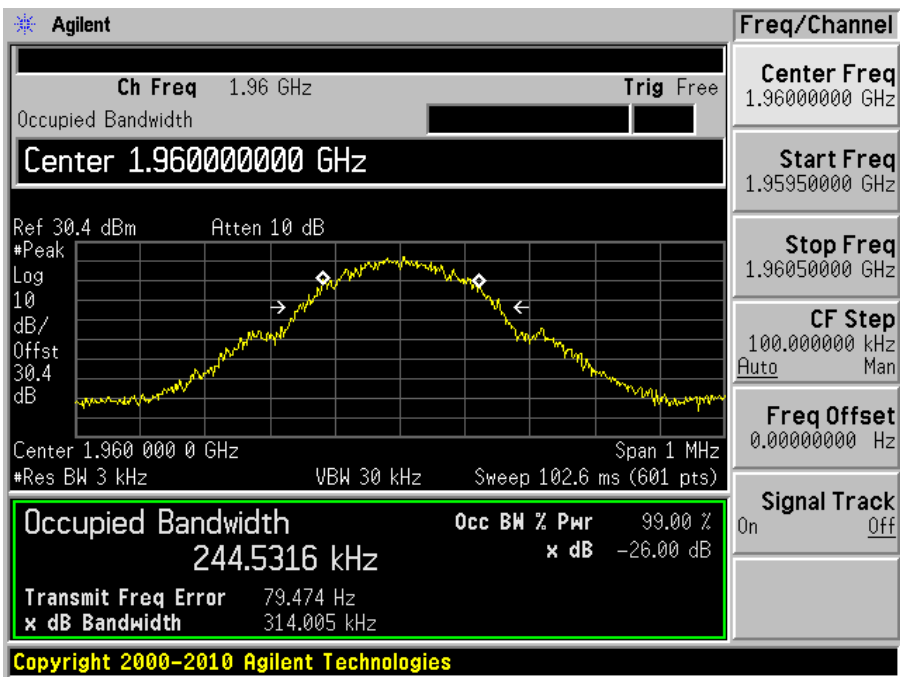 Agilent
Freq/Channel
Ch Freq 1.96 GHz Trig Free
Occupied Bandwidth
Center 1.960000000 GHz
Ref 30.4 dBm Atten 10 dB
#Peak
Log
10
dB/
Offst
30.4
dB
Center 1.960 000 0 GHz Span 1 MHz
#Res BW 3 kHz VBW 30 kHz Sweep 102.6 ms (601 pts)
Occupied Bandwidth Occ BW % Pwr 99.00 %
244.5316 kHz x dB -26.00 dB
Transmit Freq Error 79.474 Hz
x dB Bandwidth 314.005 kHz
Copyright 2000-2010 Agilent Technologies
Center Freq
1.96000000 GHz
Start Freq
1.95950000 GHz
Stop Freq
1.96050000 GHz
CF Step
100.000000 kHz
Auto Man
Freq Offset
0.00000000 Hz
Signal Track
On Off